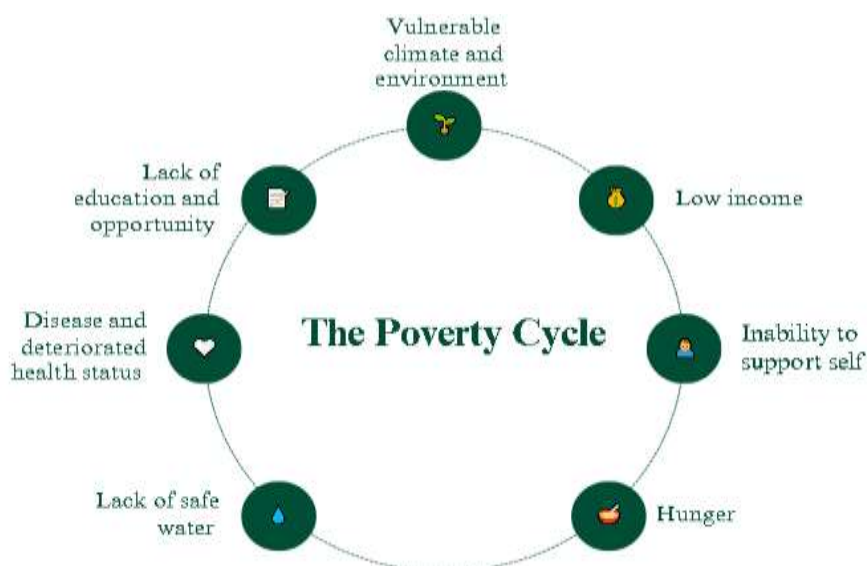 Vulnerable
climate and
environment
Low income
Inability to
support self
Hunger
Lack of safe
water
Disease and
deteriorated
health status
Lack of
education and
opportunity
The Poverty Cycle